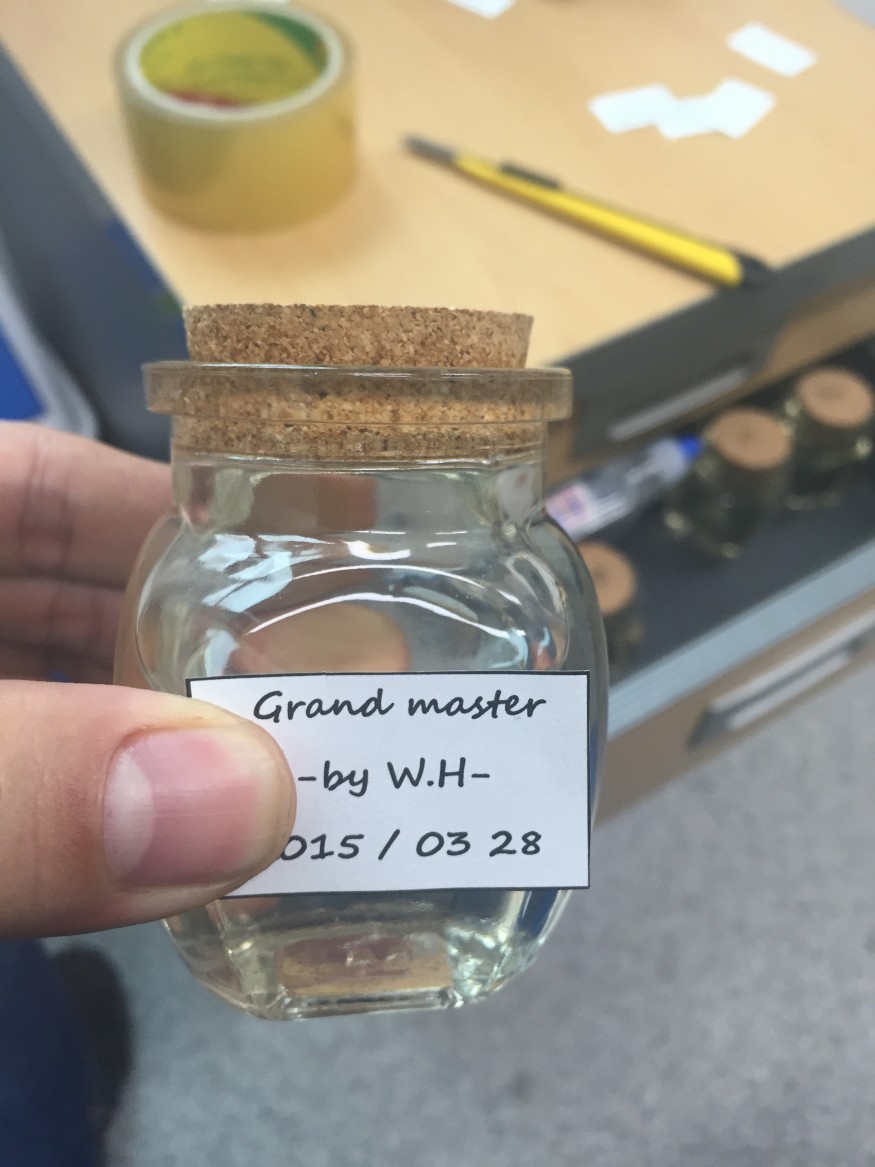 Grand master
-by W.H-
015 / 03 28